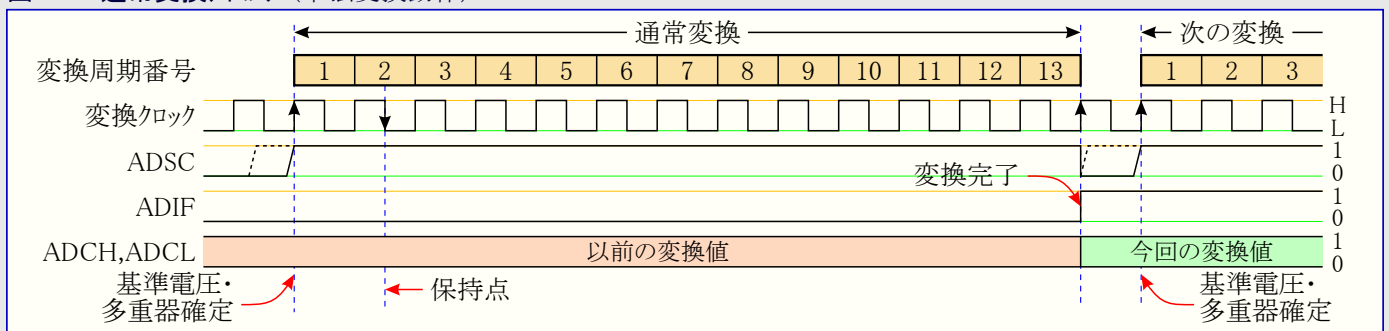 通常変換
次の変換
変換周期番号
1 2 3 4 5 6 7 8 9 10 11 12 13
1 2 3
変換クロック
H
L
ADSC
1
0
変換完了
ADIF
1
0
ADCH,ADCL
以前の変換値
今回の変換値
1
0
基準電圧・
多重器確定
保持点
基準電圧・
多重器確定